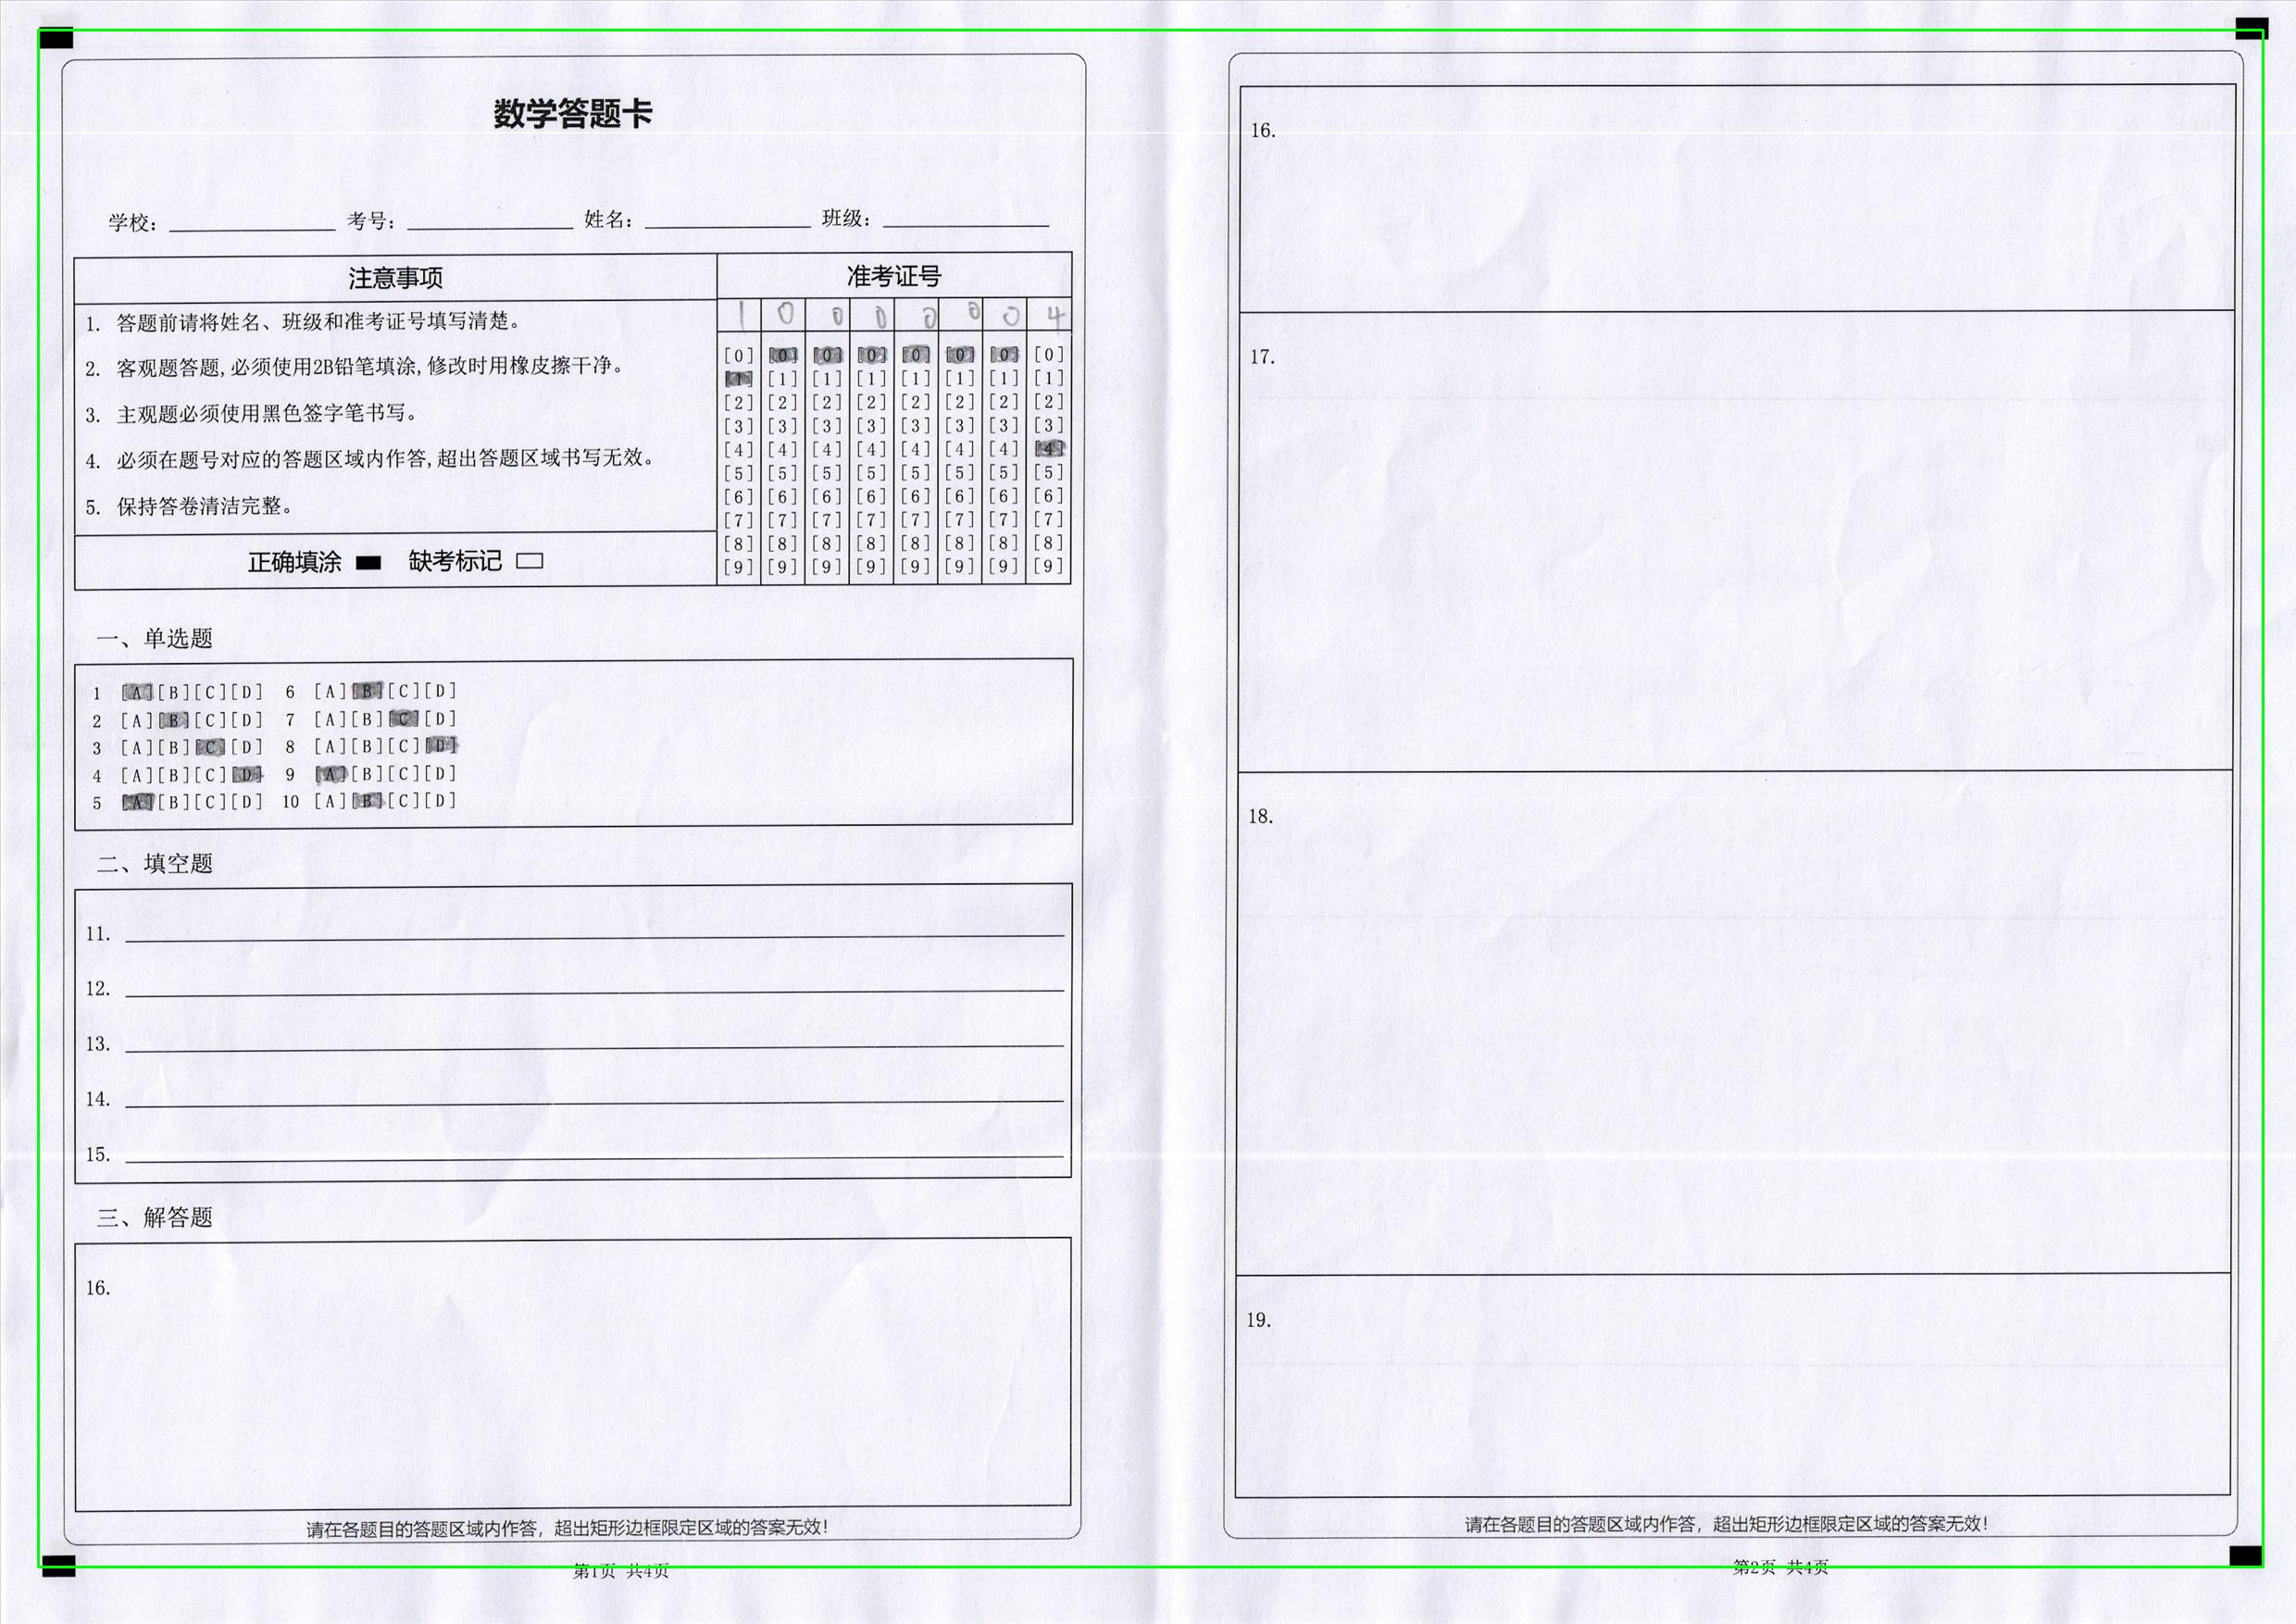 数学答题卡
学校: 考号: 姓名: 班级:
注意事项
1. 答题前请将姓名、班级和准考证号填写清楚。
2. 客观题答题,必须使用2B铅笔填涂,修改时用橡皮擦干净。
3. 主观题必须使用黑色签字笔书写。
4. 必须在题号对应的答题区域内作答,超出答题区域书写无效。
5. 保持答卷清洁完整。
正确填涂 缺考标记
准考证号
1 0 0 0 0 0 0 4
[0] [0] [0] [0] [0] [0] [0] [0]
[1] [1] [1] [1] [1] [1] [1] [1]
[2] [2] [2] [2] [2] [2] [2] [2]
[3] [3] [3] [3] [3] [3] [3] [3]
[4] [4] [4] [4] [4] [4] [4] [4]
[5] [5] [5] [5] [5] [5] [5] [5]
[6] [6] [6] [6] [6] [6] [6] [6]
[7] [7] [7] [7] [7] [7] [7] [7]
[8] [8] [8] [8] [8] [8] [8] [8]
[9] [9] [9] [9] [9] [9] [9] [9]
一、单选题
1 [A][B][C][D] 6 [A][B][C][D]
2 [A][B][C][D] 7 [A][B][C][D]
3 [A][B][C][D] 8 [A][B][C][D]
4 [A][B][C][D] 9 [A][B][C][D]
5 [A][B][C][D] 10 [A][B][C][D]
二、填空题
11.
12.
13.
14.
15.
三、解答题
16.
请在各题目的答题区域内作答，超出矩形边框限定区域的答案无效!
第1页 共4页
16.
17.
18.
19.
请在各题目的答题区域内作答，超出矩形边框限定区域的答案无效!
第2页 共4页